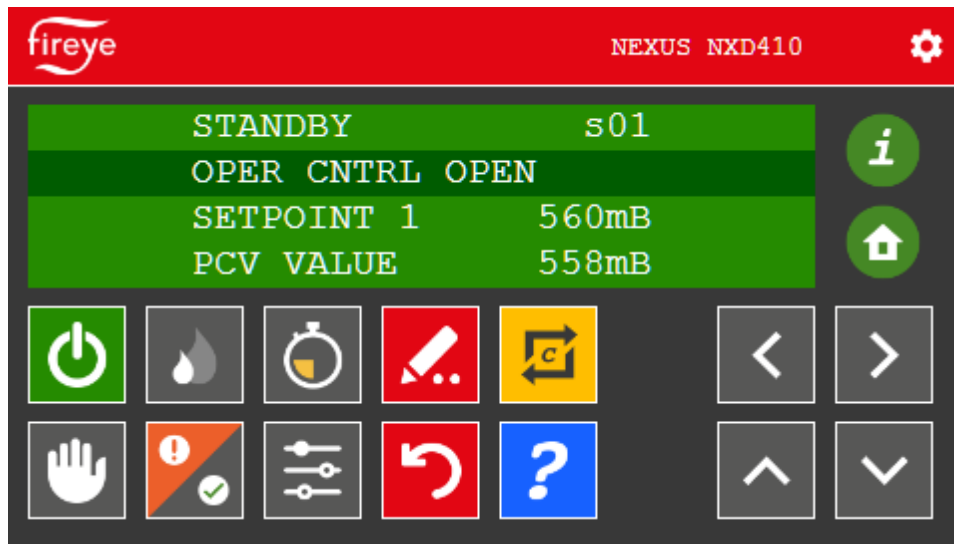 fireye
NEXUS NXD410
STANDBY s01
OPER CNTRL OPEN
SETPOINT 1 560mB
PCV VALUE 558mB
i
C
?